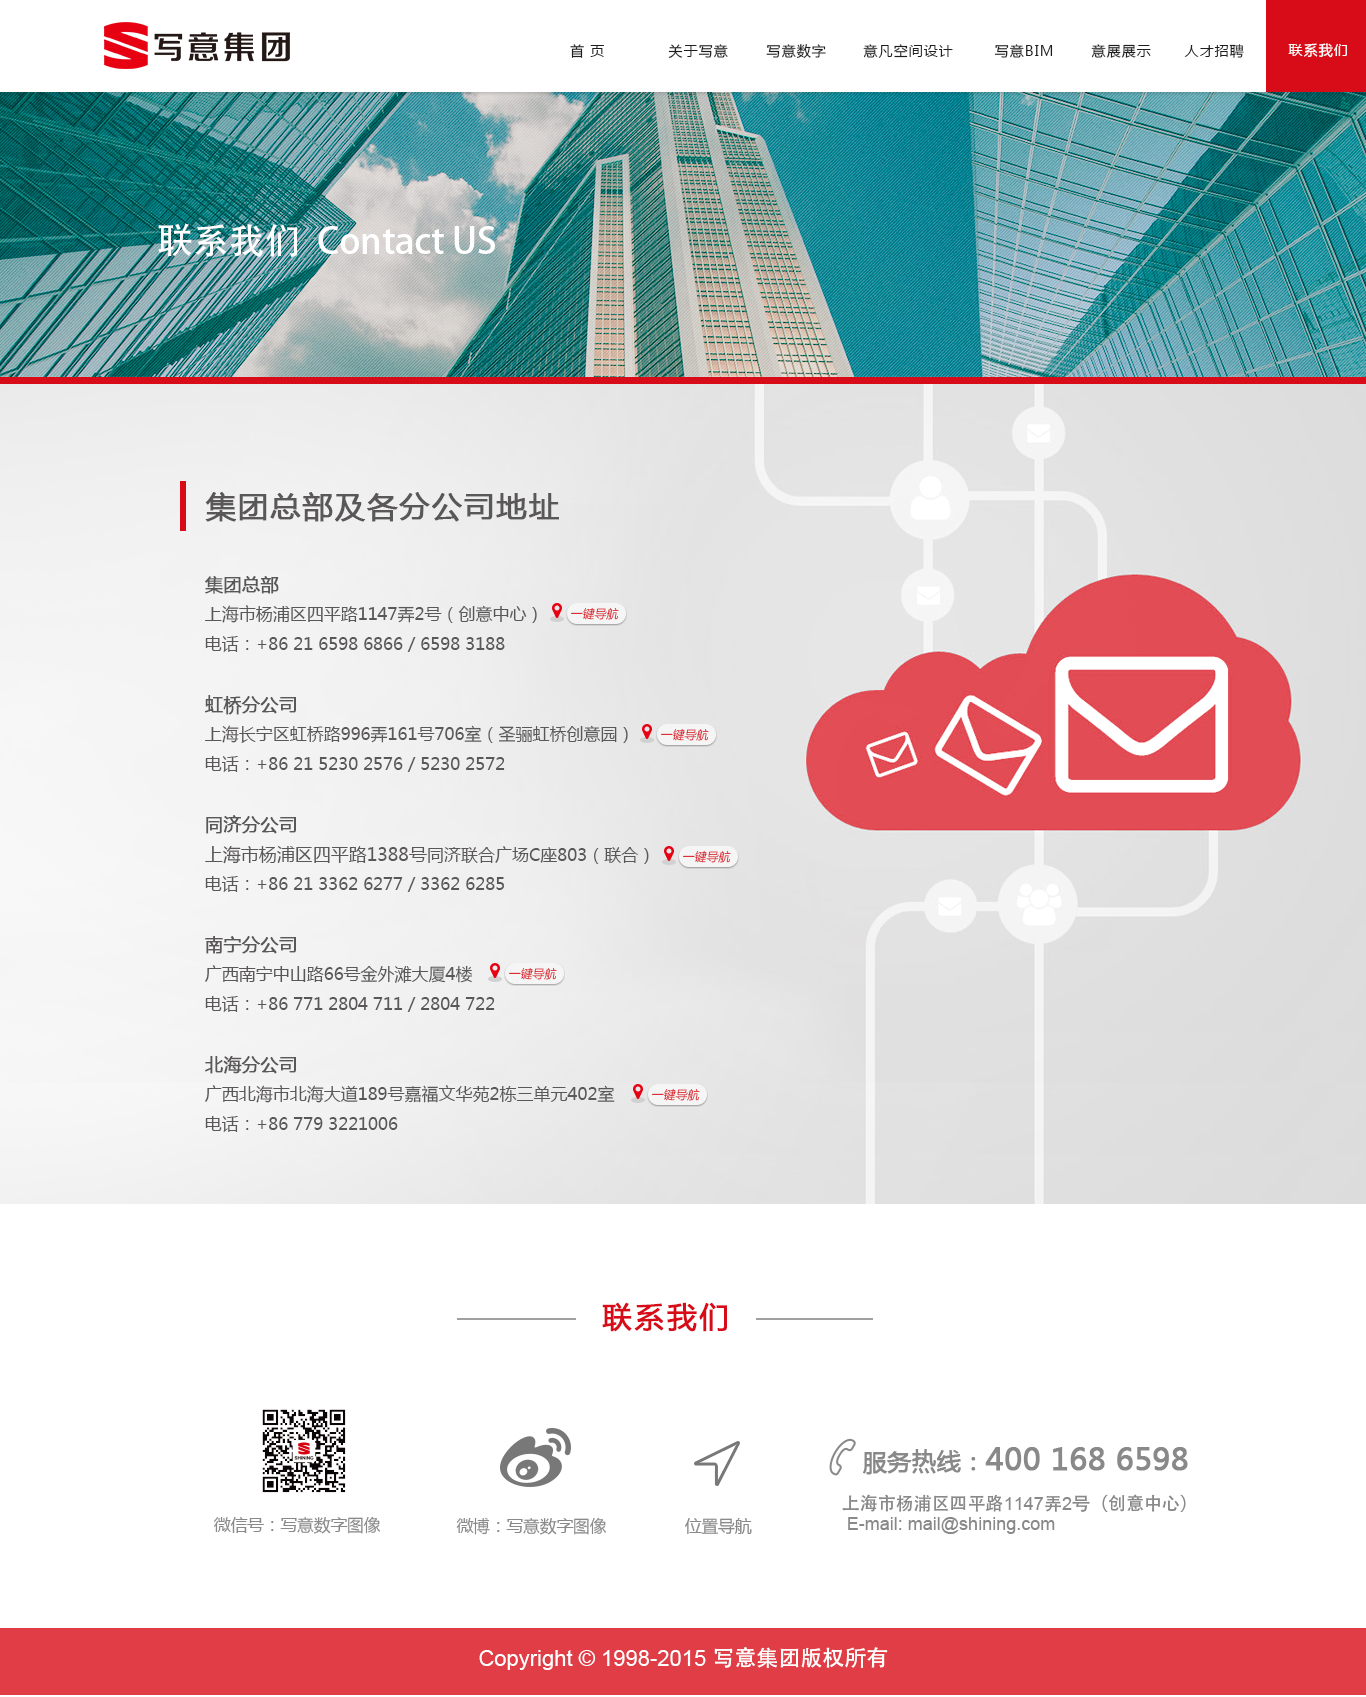 写意集团
首 页
关于写意
写意数字
意凡空间设计
写意BIM
意展展示
人才招聘
联系我们
联系我们 Contact US
集团总部及各分公司地址
集团总部
上海市杨浦区四平路1147弄2号（创意中心） 一键导航
电话：+86 21 6598 6866 / 6598 3188
虹桥分公司
上海长宁区虹桥路996弄161号706室（圣骊虹桥创意园） 一键导航
电话：+86 21 5230 2576 / 5230 2572
同济分公司
上海市杨浦区四平路1388号同济联合广场C座803（联合） 一键导航
电话：+86 21 3362 6277 / 3362 6285
南宁分公司
广西南宁中山路66号金外滩大厦4楼 一键导航
电话：+86 771 2804 711 / 2804 722
北海分公司
广西北海市北海大道189号嘉福文华苑2栋三单元402室 一键导航
电话：+86 779 3221006
联系我们
SHINING
微信号：写意数字图像
微博：写意数字图像
位置导航
服务热线：400 168 6598
上海市杨浦区四平路1147弄2号（创意中心）
E-mail: mail@shining.com
Copyright © 1998-2015 写意集团版权所有